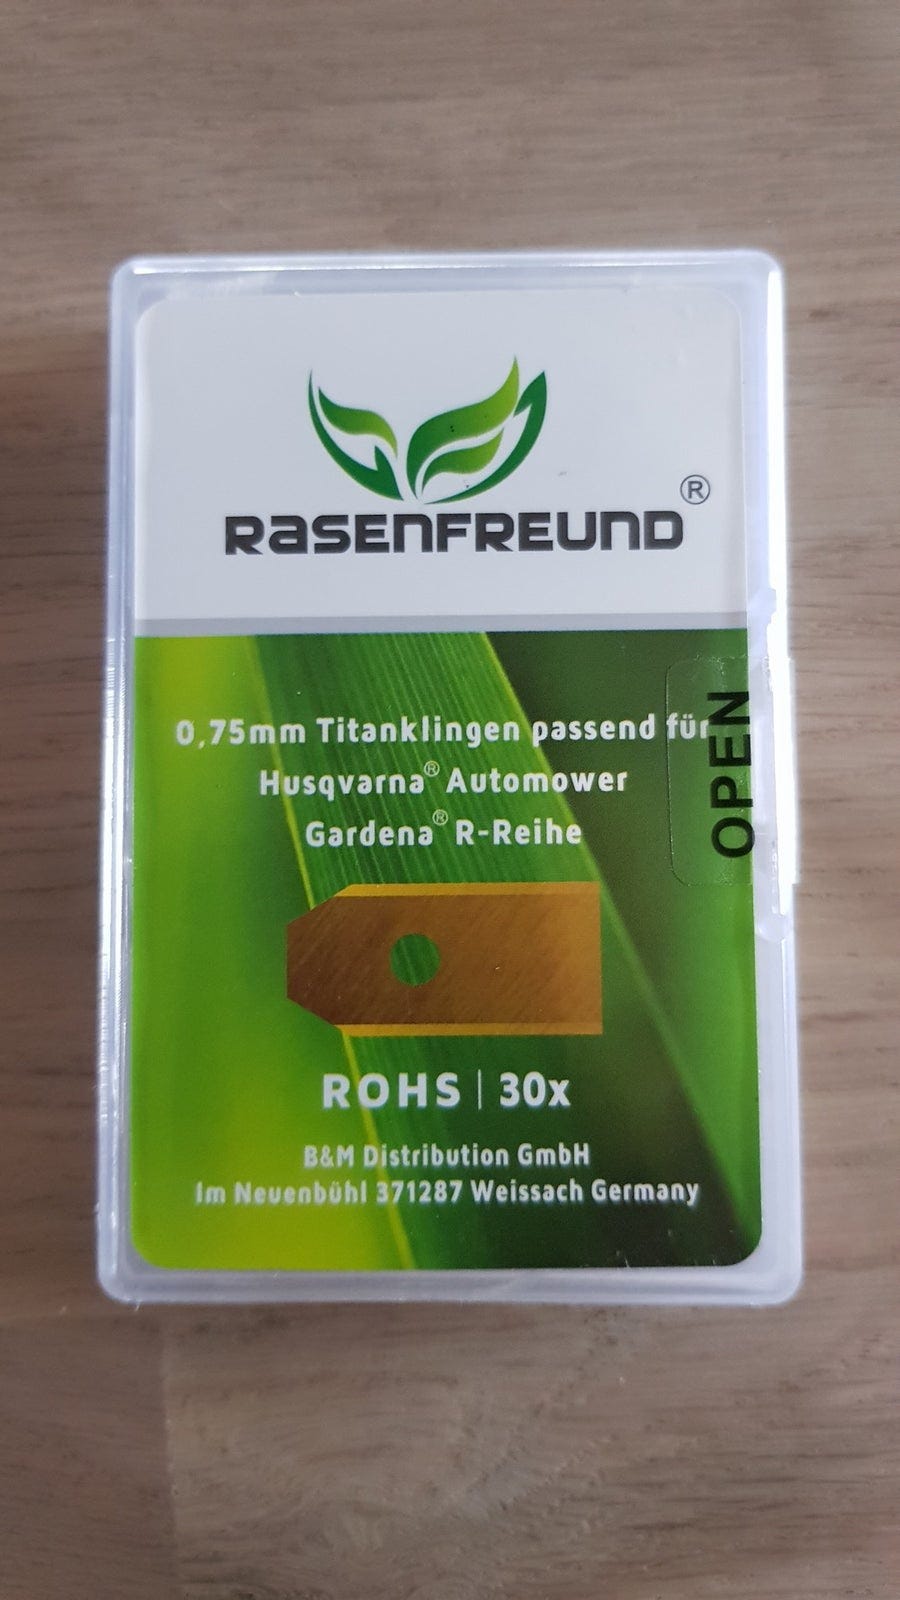 RASENFREUND®
0,75mm Titanklingen passend für
Husqvarna® Automower
Gardena® R-Reihe
OPEN
ROHS | 30x
B&M Distribution GmbH
Im Neuenbühl 371287 Weissach Germany